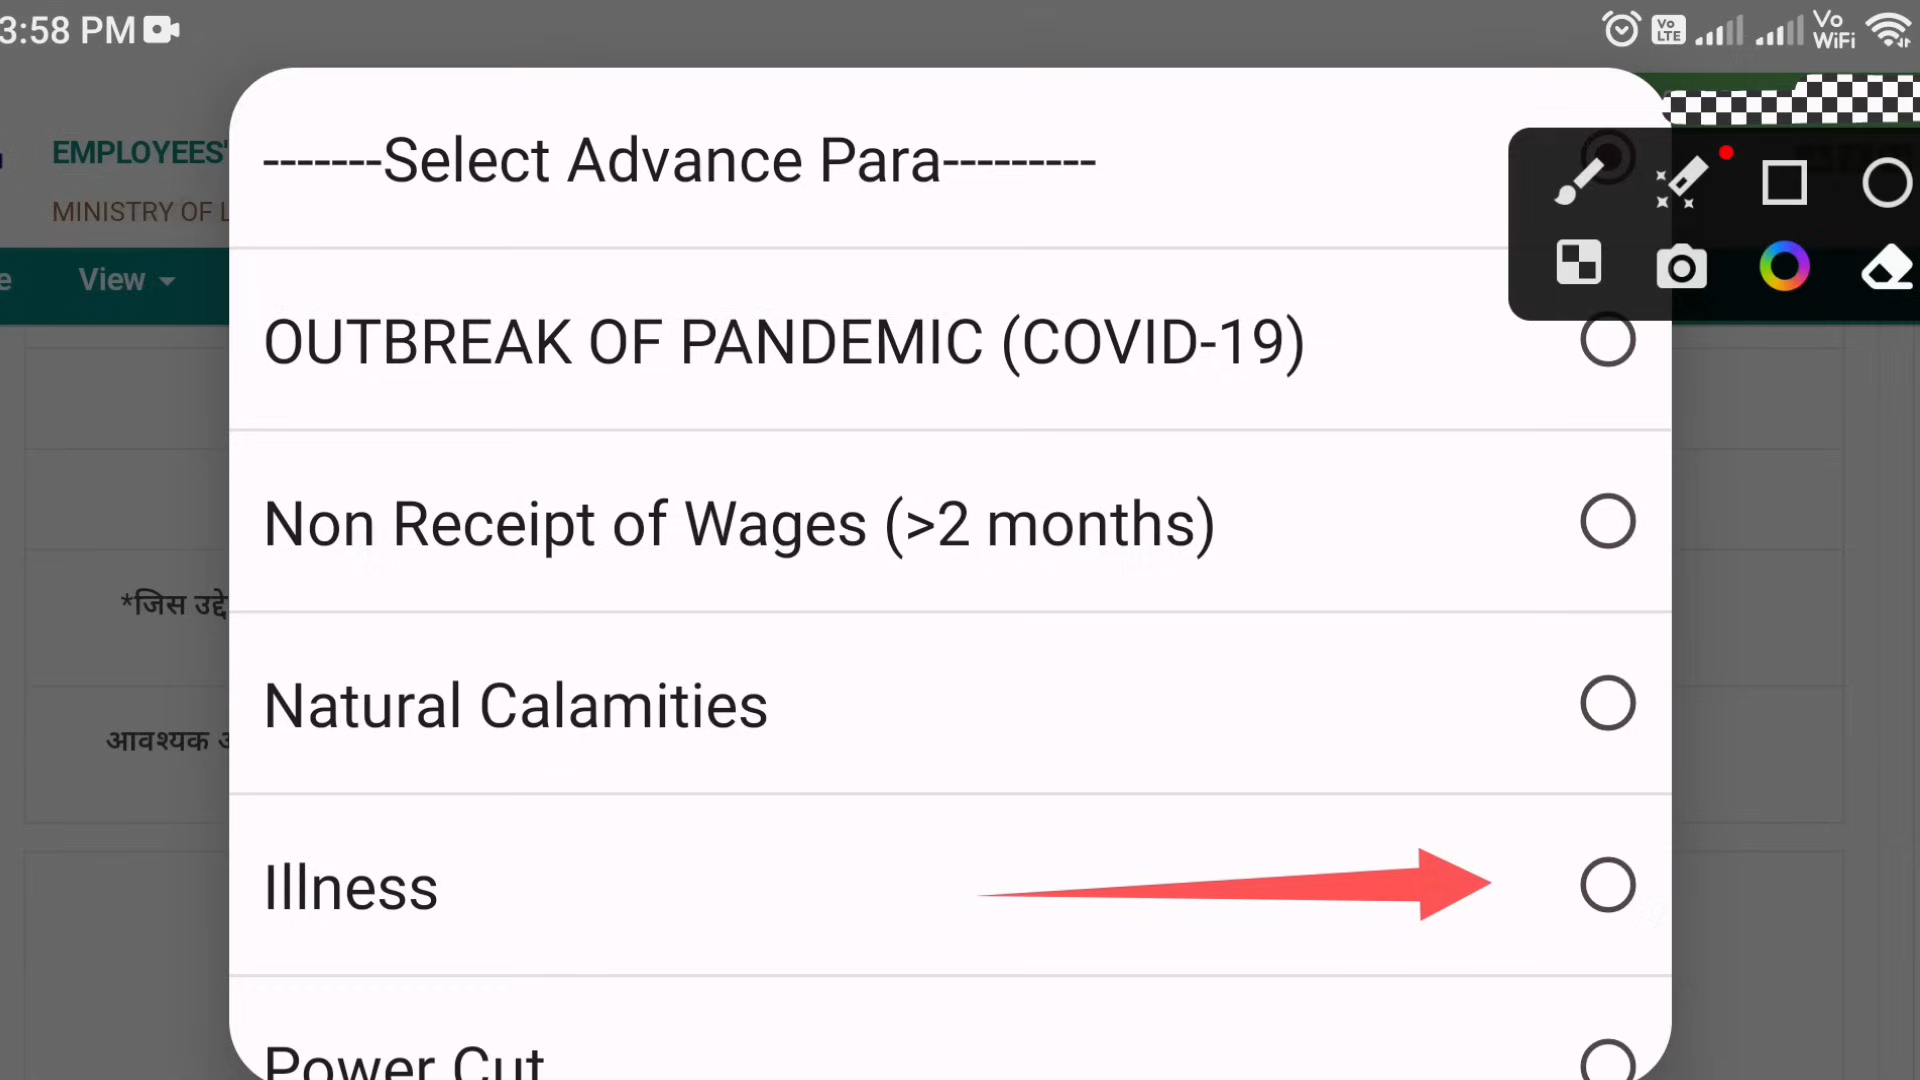 3:58 PM
Vo LTE
Vo WiFi
EMPLOYEES'
MINISTRY OF L
e View
-------Select Advance Para---------
OUTBREAK OF PANDEMIC (COVID-19)
Non Receipt of Wages (>2 months)
*जिस उद्दे
Natural Calamities
आवश्यक
Illness
Power Cut